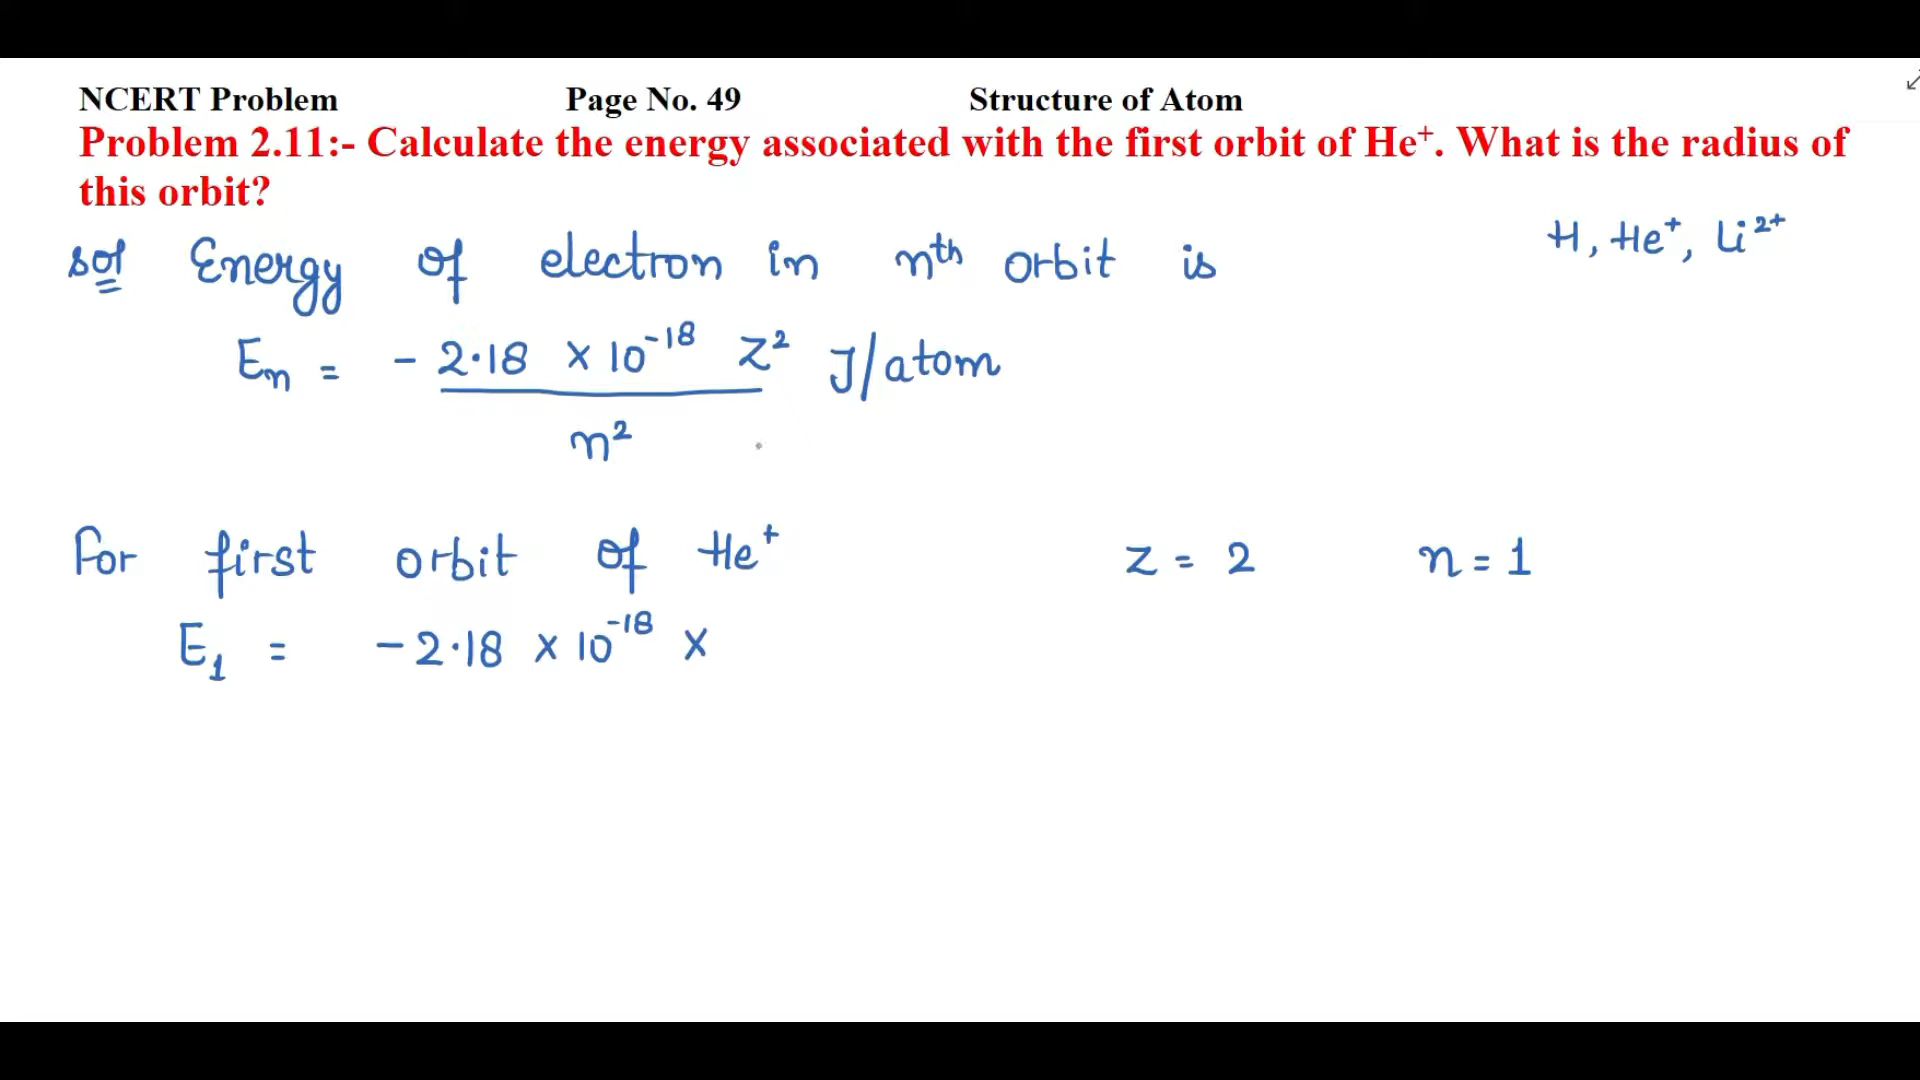 NCERT Problem Page No. 49 Structure of Atom
Problem 2.11:- Calculate the energy associated with the first orbit of He⁺. What is the radius of
this orbit?
H, He⁺, Li²⁺
Sol Energy of electron in nᵗʰ orbit is
Eₙ = - 2.18 × 10⁻¹⁸ Z² J/atom
n²
For first orbit of He⁺ Z = 2 n = 1
E₁ = - 2.18 × 10⁻¹⁸ ×